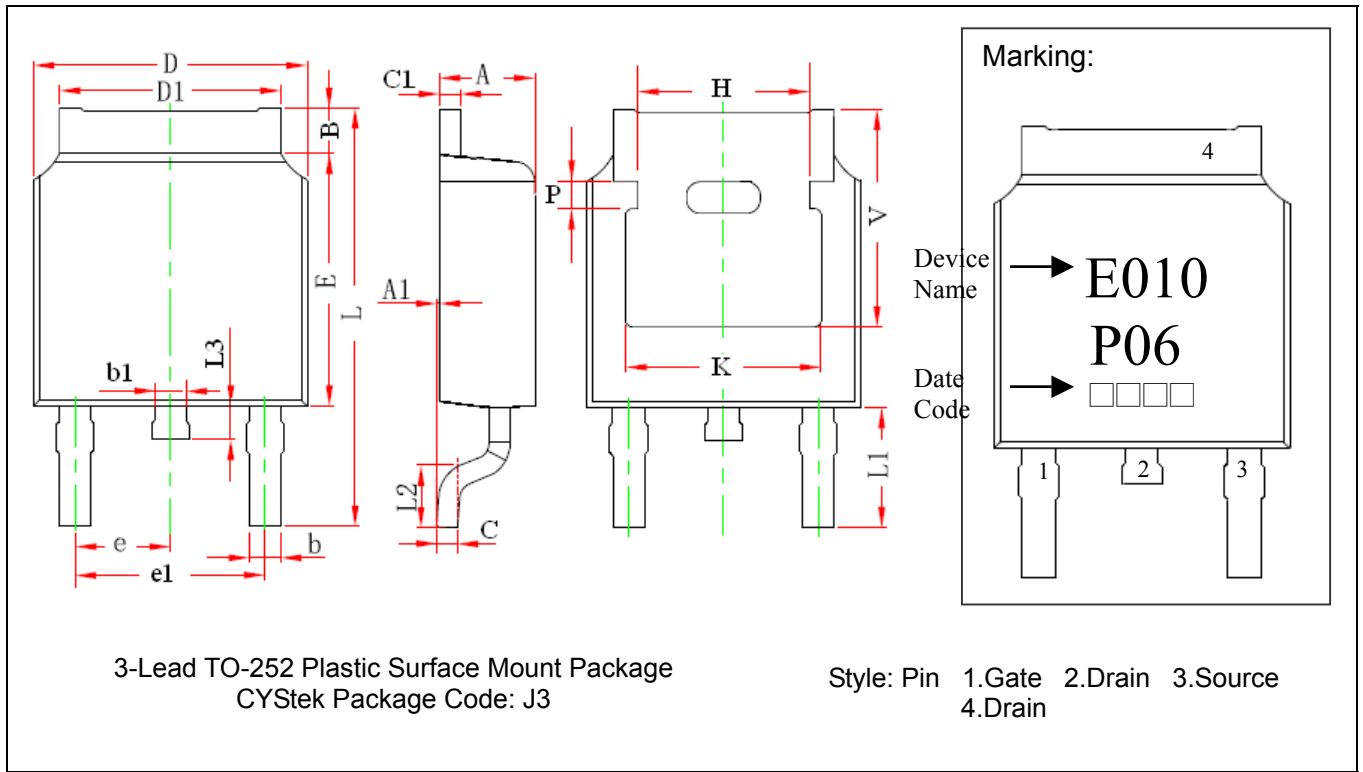 D
D1
B
E
L
L3
b1
e
e1
b
A
C1
A1
L2
C
H
P
V
K
L1
Marking:
4
Device
Name
E010
P06
Date
Code
□□□□
1 2 3
3-Lead TO-252 Plastic Surface Mount Package
CYStek Package Code: J3
Style: Pin 1.Gate 2.Drain 3.Source
4.Drain